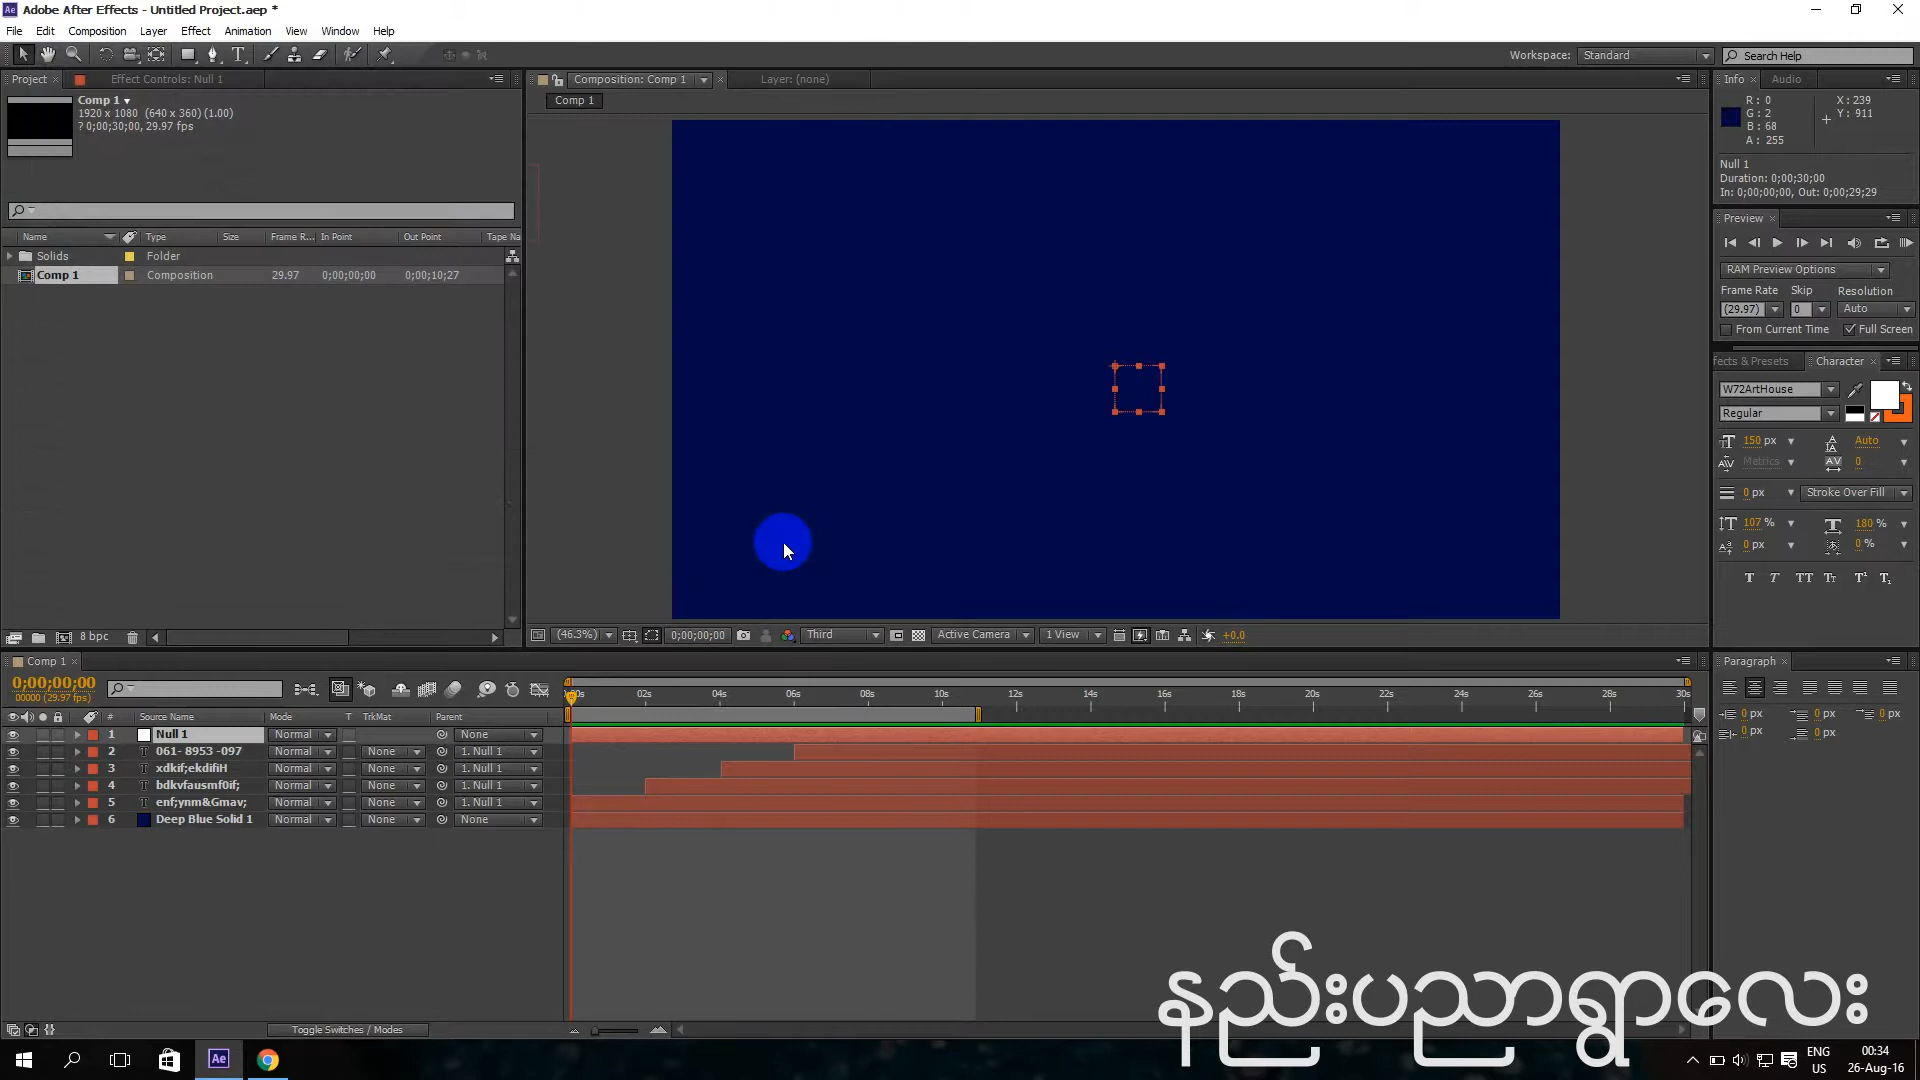 Adobe After Effects - Untitled Project.aep *
File Edit Composition Layer Effect Animation View Window Help
Workspace: Standard Search Help
Project Effect Controls: Null 1 Composition: Comp 1 Layer: (none) Info Audio
Comp 1
1920 x 1080 (640 x 360) (1.00)
? 0;00;30;00, 29.97 fps
Comp 1
R: 0
G: 2
B: 68
A: 255
X: 239
Y: 911
Null 1
Duration: 0;00;30;00
In: 0;00;00;00, Out: 0;00;29;29
Preview
RAM Preview Options
Frame Rate Skip Resolution
(29.97) 0 Auto
From Current Time Full Screen
Name Type Size Frame R... In Point Out Point Tape Na
Solids Folder
Comp 1 Composition 29.97 0;00;00;00 0;00;10;27
ffects & Presets Character
W72ArtHouse
Regular
150 px Auto
Metrics 0
0 px Stroke Over Fill
107 % 180 %
0 px 0 %
T T TT Tt T¹ T₁
8 bpc
(46.3%) 0;00;00;00 Third Active Camera 1 View +0.0
Comp 1
0;00;00;00
00000 (29.97 fps)
02s 04s 06s 08s 10s 12s 14s 16s 18s 20s 22s 24s 26s 28s 30s
# Source Name Mode T TrkMat Parent
1 Null 1 Normal None
2 061- 8953 -097 Normal None 1. Null 1
3 xdkif;ekdifiH Normal None 1. Null 1
4 bdkvfausmf0if; Normal None 1. Null 1
5 enf;ynm&Gmav; Normal None 1. Null 1
6 Deep Blue Solid 1 Normal None None
Paragraph
0 px 0 px 0 px
0 px 0 px
နည်းပညာရွာလေး
Toggle Switches / Modes
ENG
US
00:34
26-Aug-16